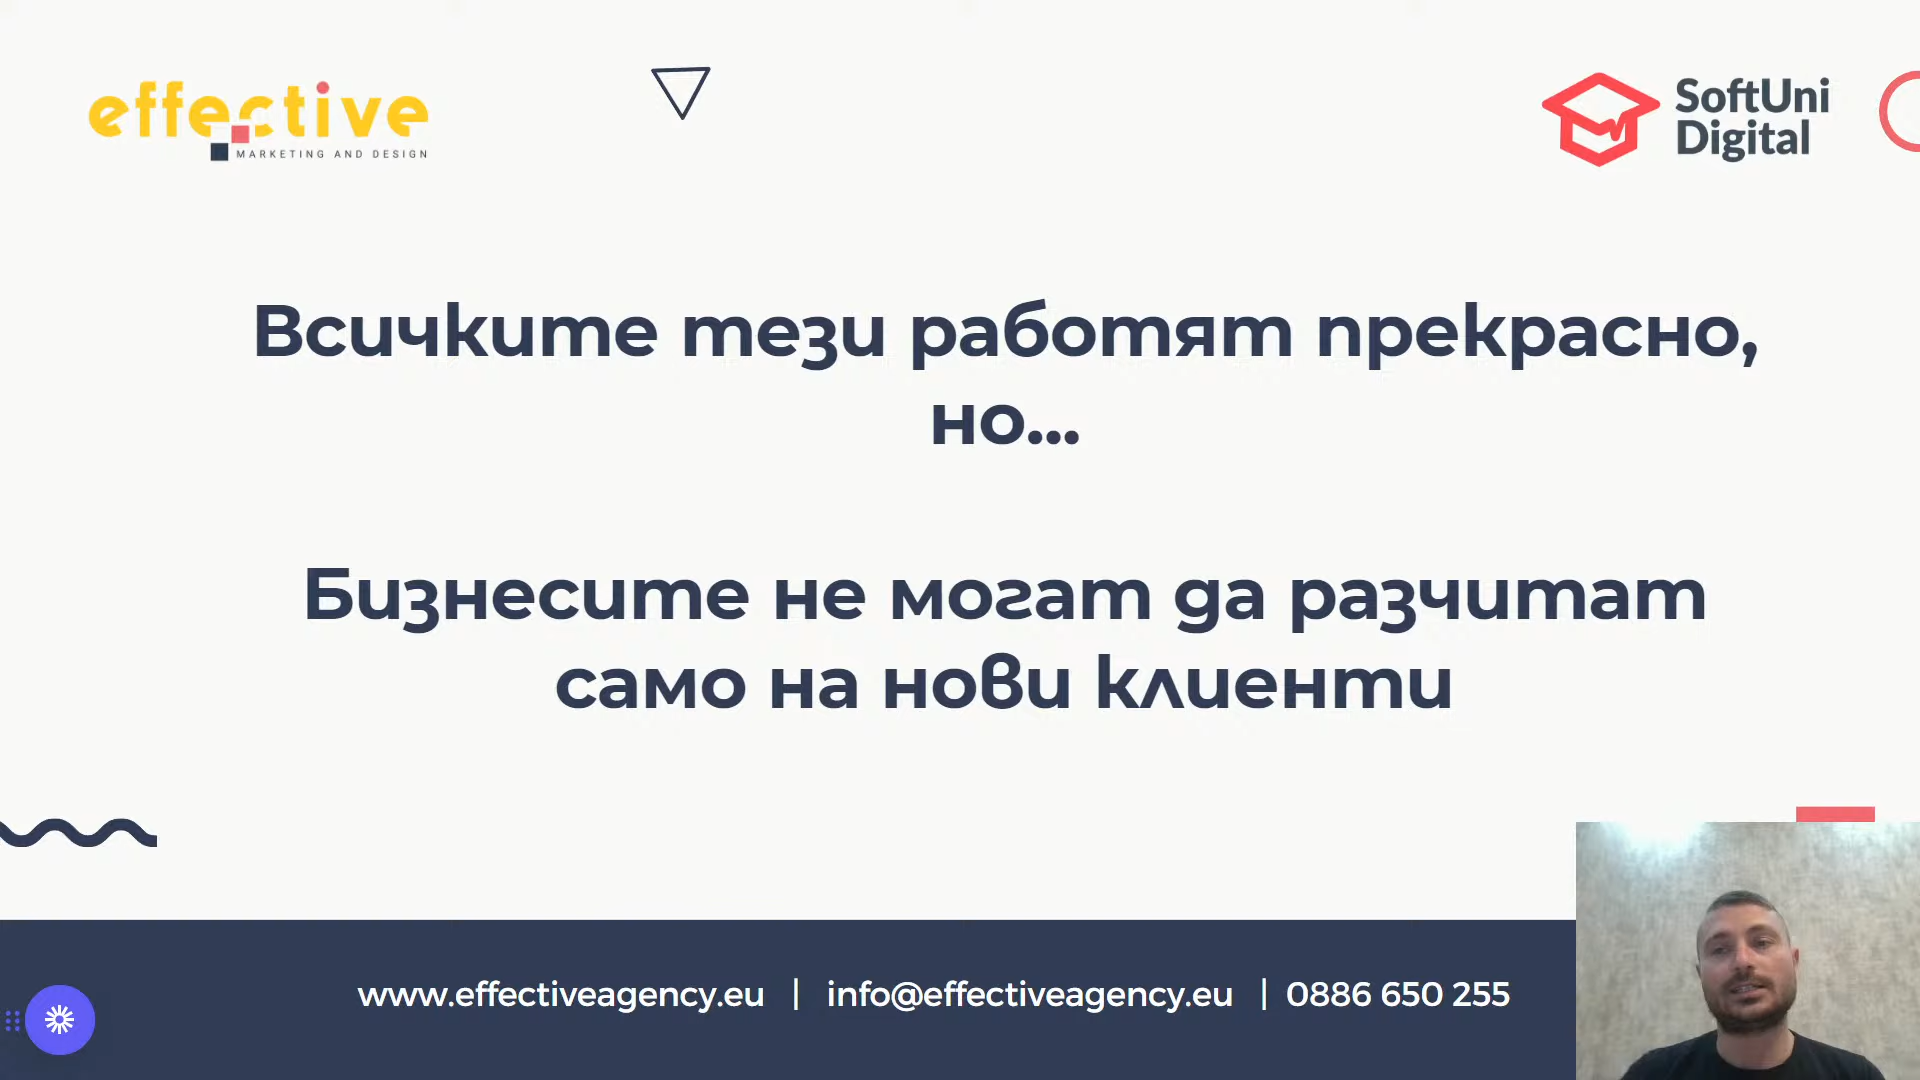 effective
MARKETING AND DESIGN
SoftUni
Digital
Всичките тези работят прекрасно,
но...
Бизнесите не могат да разчитат
само на нови клиенти
www.effectiveagency.eu | info@effectiveagency.eu | 0886 650 255